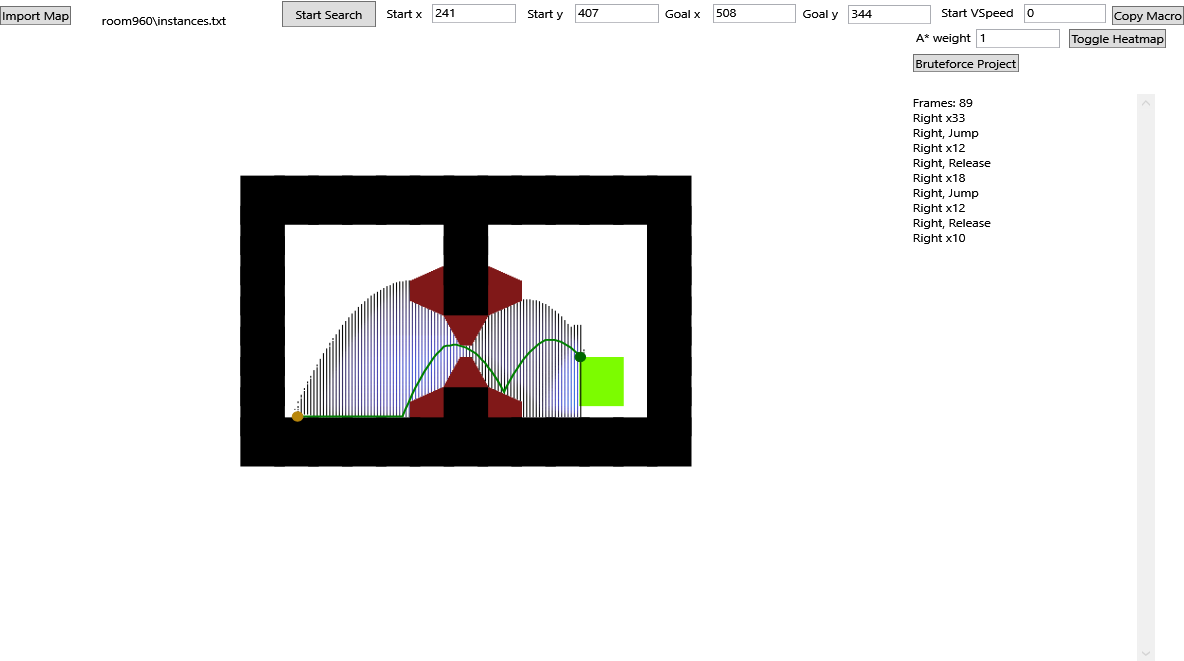 Import Map room960\instances.txt Start Search Start x 241 Start y 407 Goal x 508 Goal y 344 Start VSpeed 0 Copy Macro
A* weight 1 Toggle Heatmap
Bruteforce Project
Frames: 89
Right x33
Right, Jump
Right x12
Right, Release
Right x18
Right, Jump
Right x12
Right, Release
Right x10